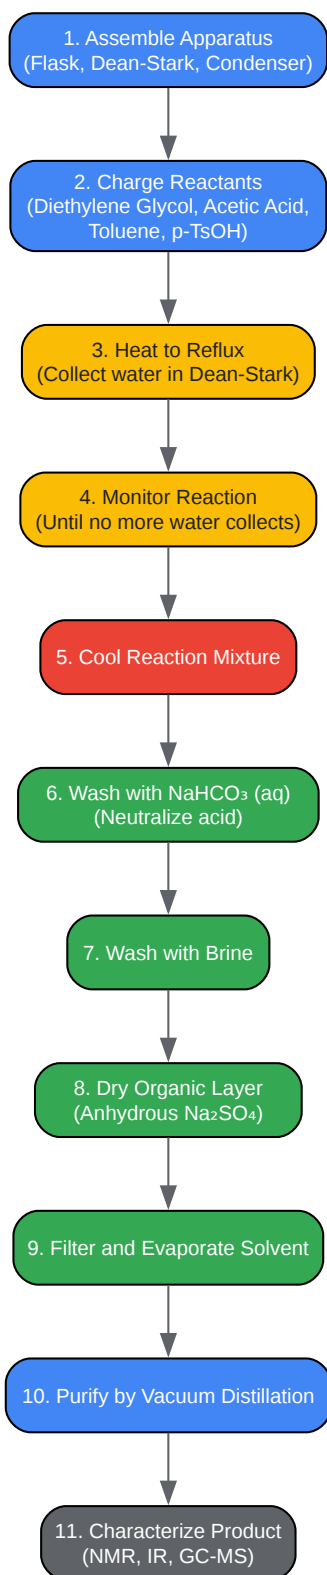 1. Assemble Apparatus
(Flask, Dean-Stark, Condenser)
2. Charge Reactants
(Diethylene Glycol, Acetic Acid,
Toluene, p-TsOH)
3. Heat to Reflux
(Collect water in Dean-Stark)
4. Monitor Reaction
(Until no more water collects)
5. Cool Reaction Mixture
6. Wash with NaHCO₃ (aq)
(Neutralize acid)
7. Wash with Brine
8. Dry Organic Layer
(Anhydrous Na₂SO₄)
9. Filter and Evaporate Solvent
10. Purify by Vacuum Distillation
11. Characterize Product
(NMR, IR, GC-MS)